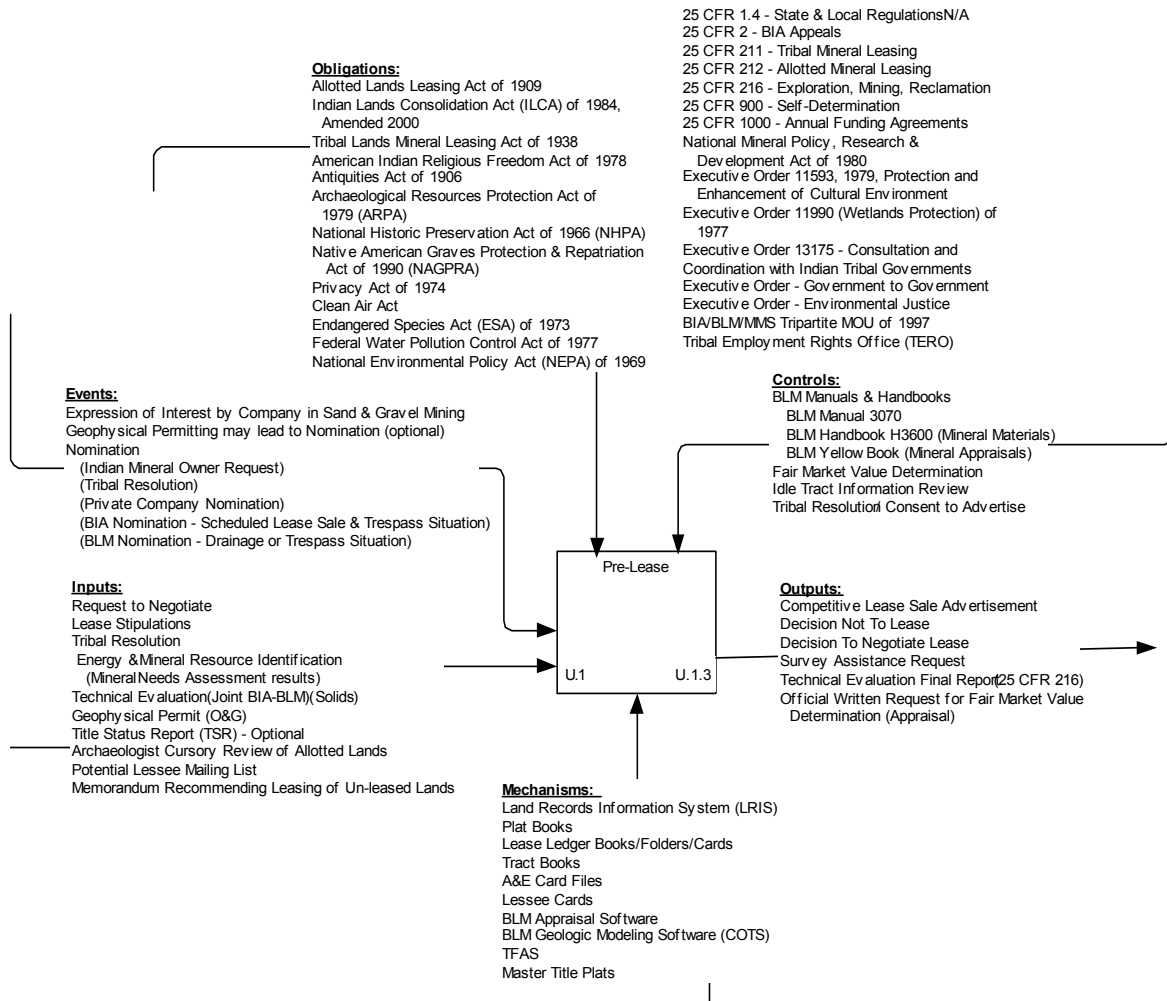 Obligations:
Allotted Lands Leasing Act of 1909
Indian Lands Consolidation Act (ILCA) of 1984,
Amended 2000
Tribal Lands Mineral Leasing Act of 1938
American Indian Religious Freedom Act of 1978
Antiquities Act of 1906
Archaeological Resources Protection Act of
1979 (ARPA)
National Historic Preservation Act of 1966 (NHPA)
Native American Graves Protection & Repatriation
Act of 1990 (NAGPRA)
Privacy Act of 1974
Clean Air Act
Endangered Species Act (ESA) of 1973
Federal Water Pollution Control Act of 1977
National Environmental Policy Act (NEPA) of 1969
25 CFR 1.4 - State & Local RegulationsN/A
25 CFR 2 - BIA Appeals
25 CFR 211 - Tribal Mineral Leasing
25 CFR 212 - Allotted Mineral Leasing
25 CFR 216 - Exploration, Mining, Reclamation
25 CFR 900 - Self-Determination
25 CFR 1000 - Annual Funding Agreements
National Mineral Policy, Research &
Development Act of 1980
Executive Order 11593, 1979, Protection and
Enhancement of Cultural Environment
Executive Order 11990 (Wetlands Protection) of
1977
Executive Order 13175 - Consultation and
Coordination with Indian Tribal Governments
Executive Order - Government to Government
Executive Order - Environmental Justice
BIA/BLM/MMS Tripartite MOU of 1997
Tribal Employment Rights Office (TERO)
Events:
Expression of Interest by Company in Sand & Gravel Mining
Geophysical Permitting may lead to Nomination (optional)
Nomination
(Indian Mineral Owner Request)
(Tribal Resolution)
(Private Company Nomination)
(BIA Nomination - Scheduled Lease Sale & Trespass Situation)
(BLM Nomination - Drainage or Trespass Situation)
Controls:
BLM Manuals & Handbooks
BLM Manual 3070
BLM Handbook H3600 (Mineral Materials)
BLM Yellow Book (Mineral Appraisals)
Fair Market Value Determination
Idle Tract Information Review
Tribal Resolution/ Consent to Advertise
Pre-Lease
U.1
U.1.3
Inputs:
Request to Negotiate
Lease Stipulations
Tribal Resolution
Energy &Mineral Resource Identification
(MineralNeeds Assessment results)
Technical Evaluation(Joint BIA-BLM)(Solids)
Geophysical Permit (O&G)
Title Status Report (TSR) - Optional
Archaeologist Cursory Review of Allotted Lands
Potential Lessee Mailing List
Memorandum Recommending Leasing of Un-leased Lands
Outputs:
Competitive Lease Sale Advertisement
Decision Not To Lease
Decision To Negotiate Lease
Survey Assistance Request
Technical Evaluation Final Report(25 CFR 216)
Official Written Request for Fair Market Value
Determination (Appraisal)
Mechanisms:
Land Records Information System (LRIS)
Plat Books
Lease Ledger Books/Folders/Cards
Tract Books
A&E Card Files
Lessee Cards
BLM Appraisal Software
BLM Geologic Modeling Software (COTS)
TFAS
Master Title Plats